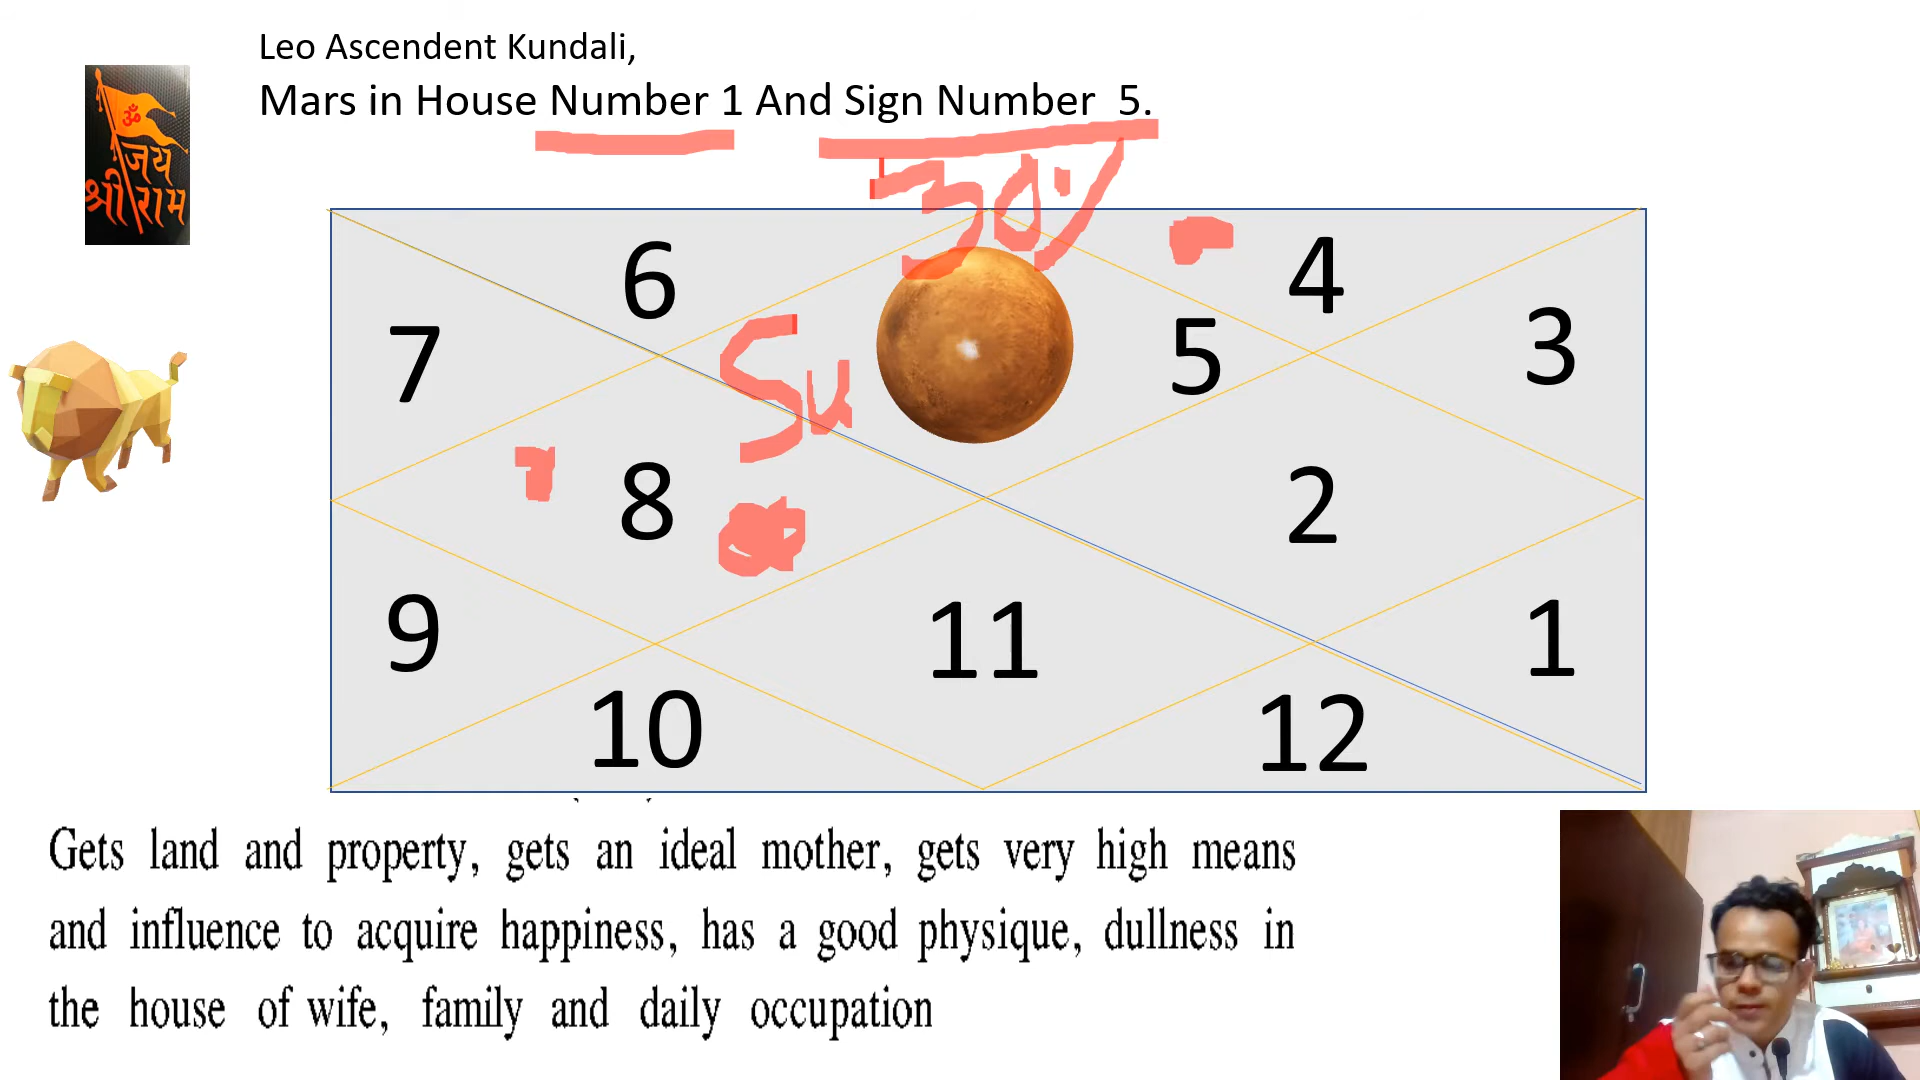 Leo Ascendent Kundali,
Mars in House Number 1 And Sign Number 5.
ॐ
जय
श्री राम
30%
6
4
7
5
3
Su
8
2
9
11
1
10
12
Gets land and property, gets an ideal mother, gets very high means
and influence to acquire happiness, has a good physique, dullness in
the house of wife, family and daily occupation